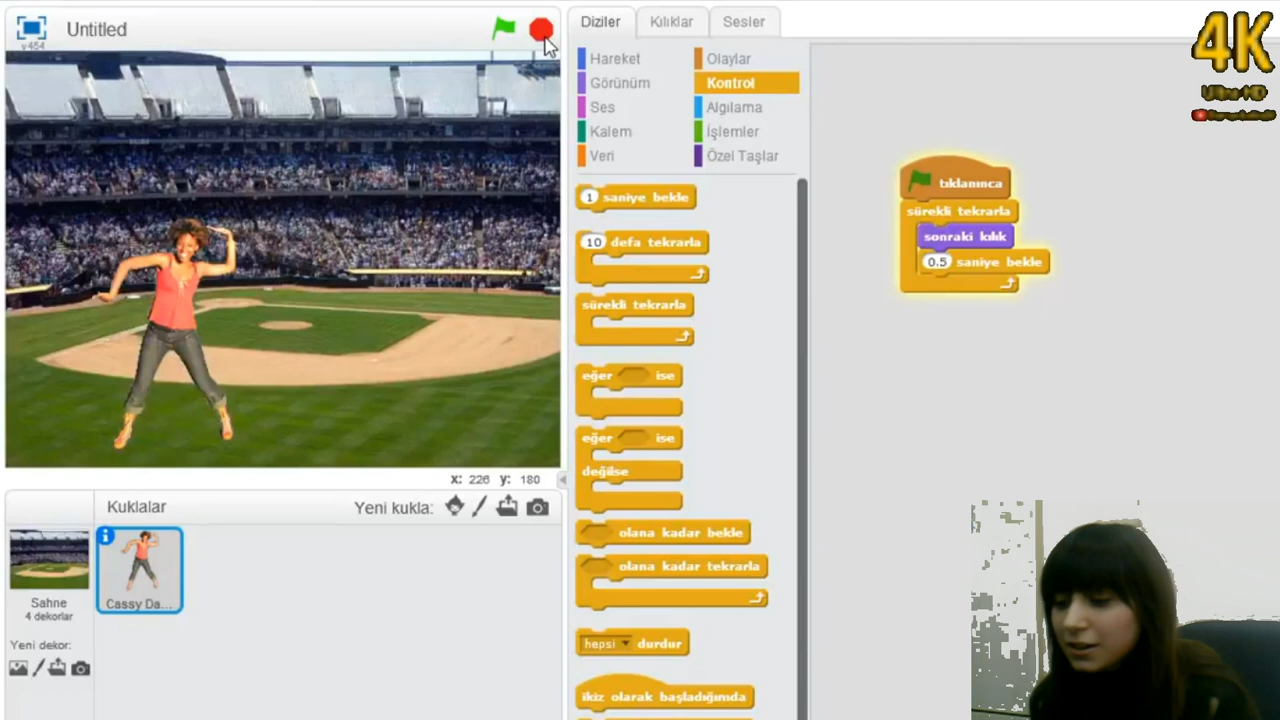 Untitled
v454
Diziler
Kılıklar
Sesler
Hareket
Olaylar
Görünüm
Kontrol
Ses
Algılama
Kalem
İşlemler
Veri
Özel Taşlar
1 saniye bekle
10 defa tekrarla
sürekli tekrarla
eğer ise
eğer ise
değilse
olana kadar bekle
olana kadar tekrarla
hepsi durdur
ikiz olarak başladığımda
tıklanınca
sürekli tekrarla
sonraki kılık
0.5 saniye bekle
4K
Ultra HD
x: 226 y: 180
Kuklalar
Yeni kukla:
Sahne
4 dekorlar
Yeni dekor:
Cassy Da...